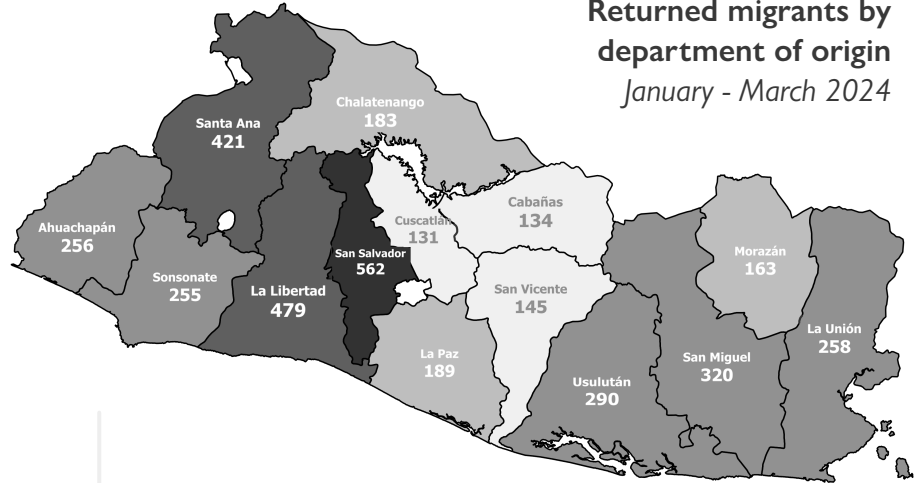 Returned migrants by
department of origin
January - March 2024
Chalatenango
183
Santa Ana
421
Cabañas
134
Cuscatlán
131
Ahuachapán
256
San Salvador
562
Morazán
163
Sonsonate
255
La Libertad
479
San Vicente
145
La Unión
258
La Paz
189
San Miguel
320
Usulután
290